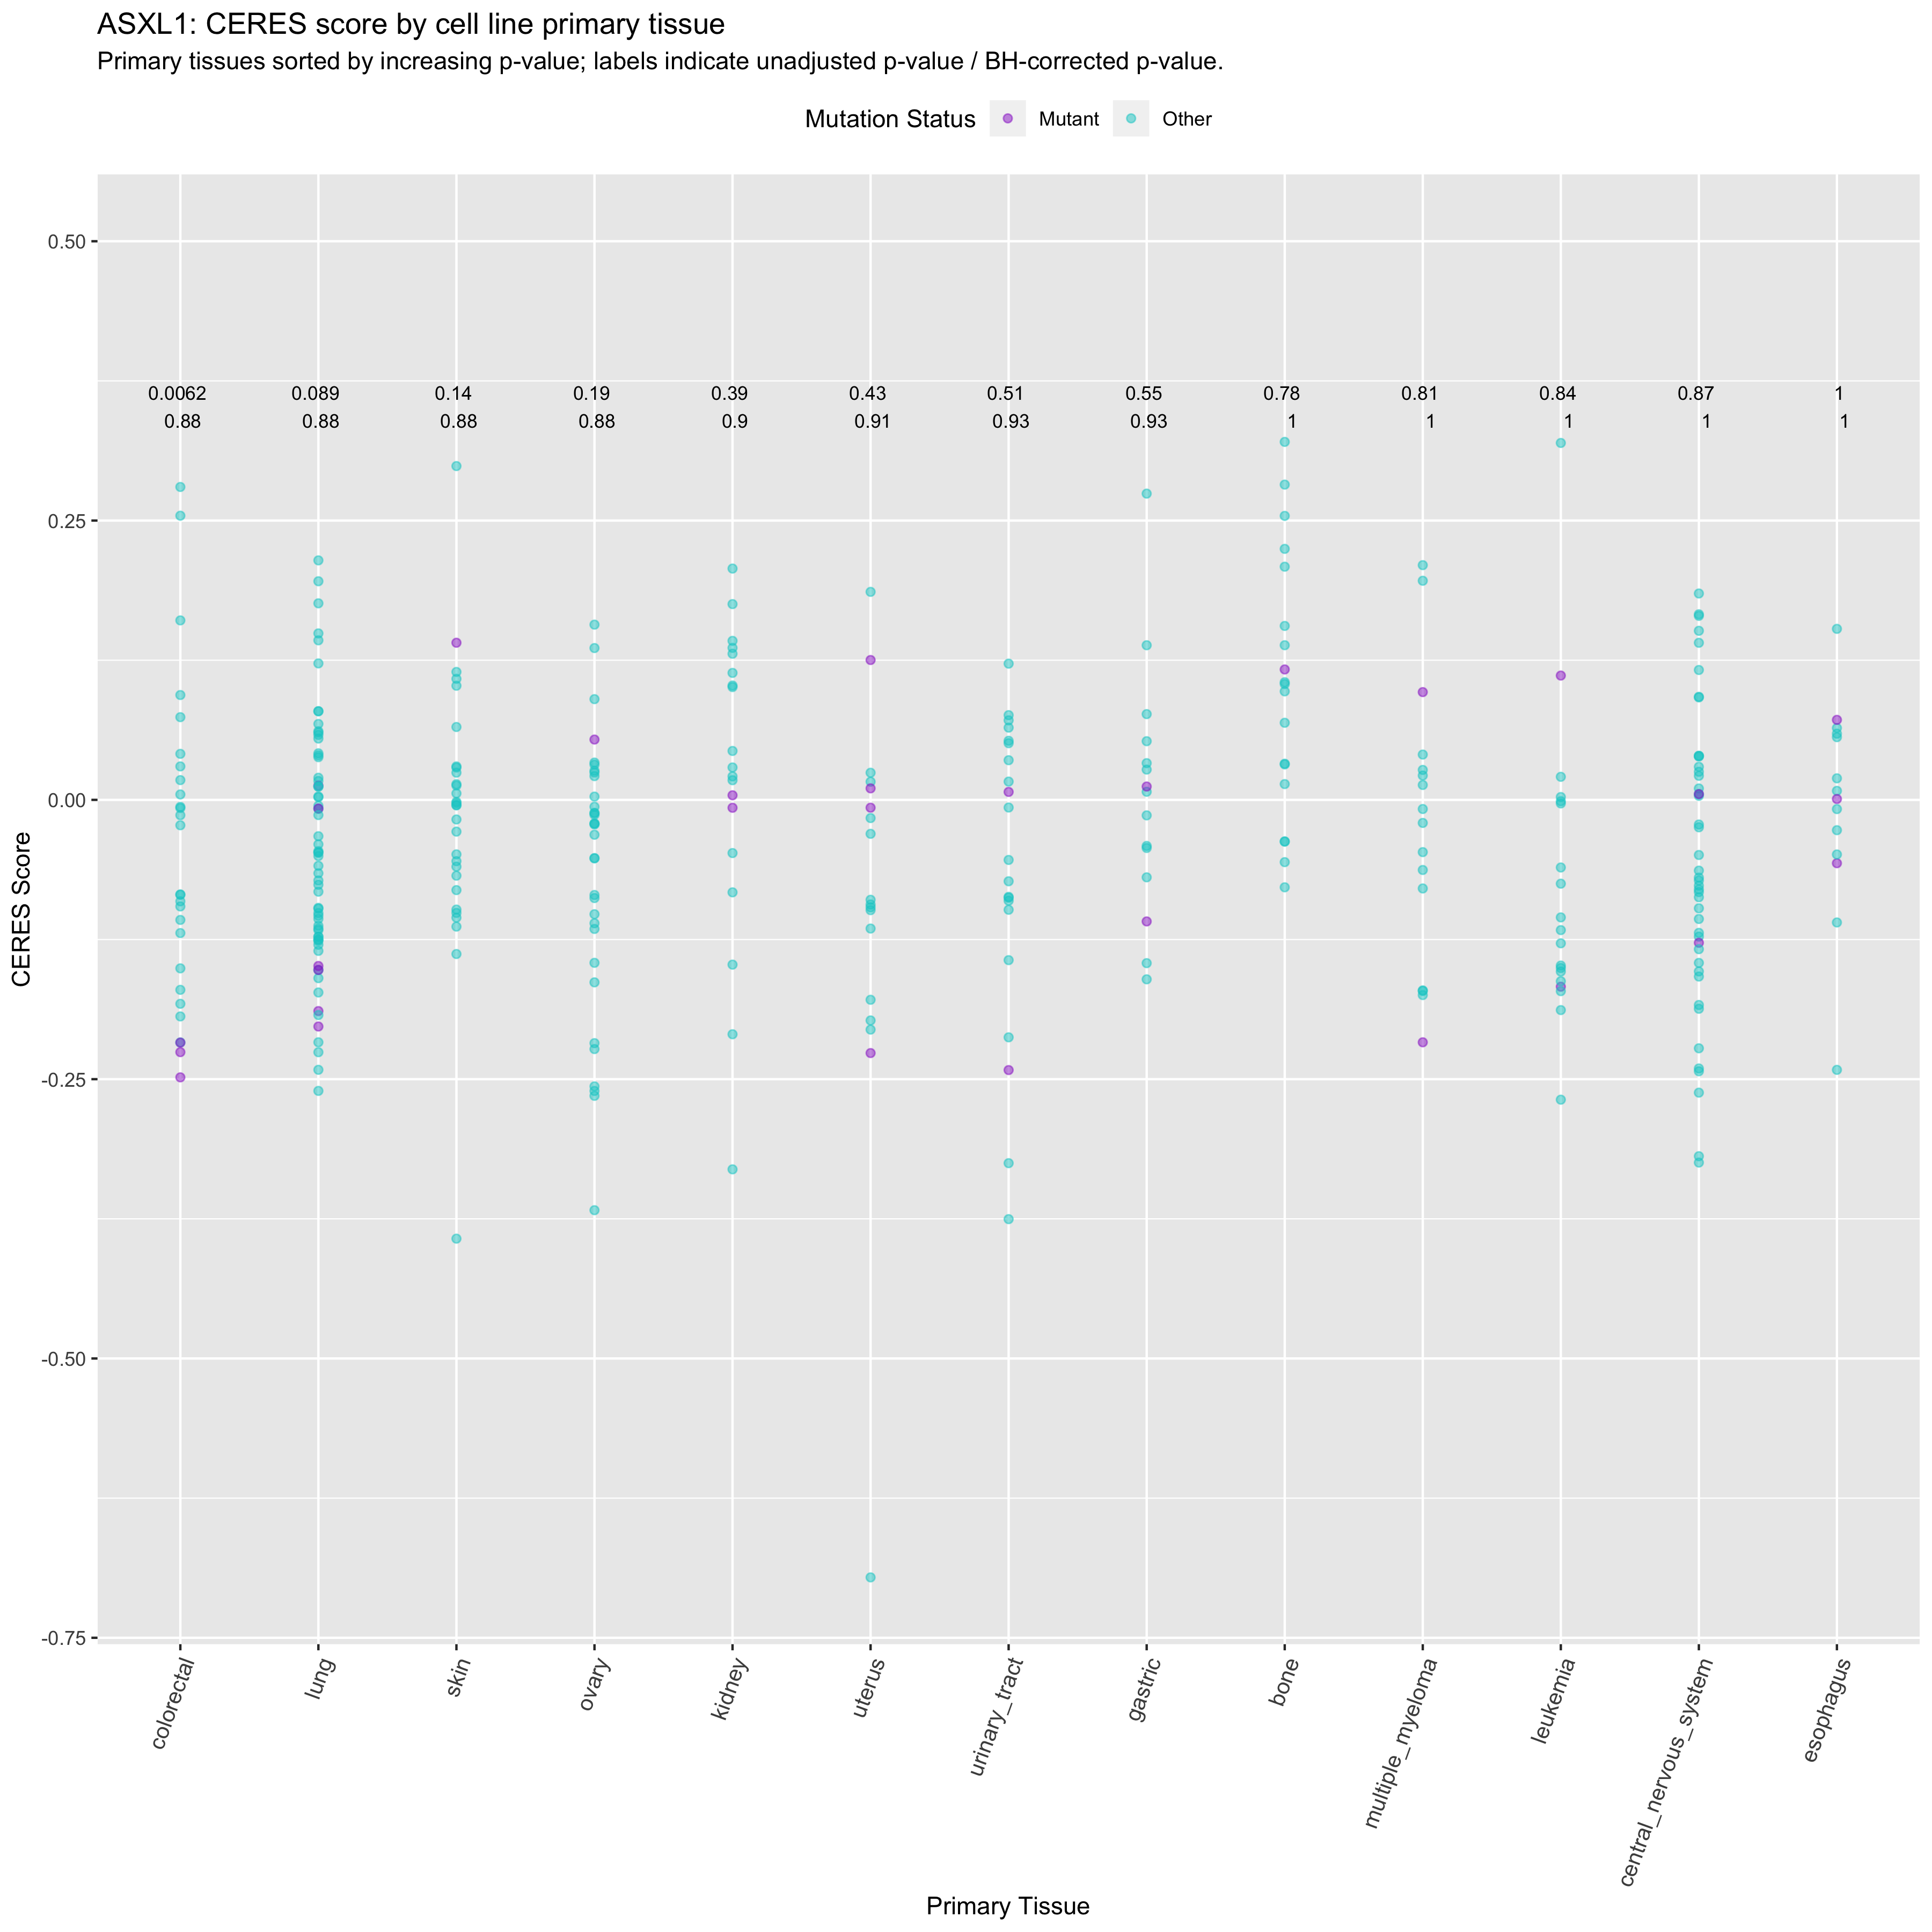 ASXL1: CERES score by cell line primary tissue
Primary tissues sorted by increasing p-value; labels indicate unadjusted p-value / BH-corrected p-value.
Mutation Status Mutant Other
0.50
0.0062 0.089 0.14 0.19 0.39 0.43 0.51 0.55 0.78 0.81 0.84 0.87 1
0.88 0.88 0.88 0.88 0.9 0.91 0.93 0.93 1 1 1 1 1
0.25
0.00
-0.25
-0.50
-0.75
CERES Score
colorectal lung skin ovary kidney uterus urinary_tract gastric bone multiple_myeloma leukemia central_nervous_system esophagus
Primary Tissue